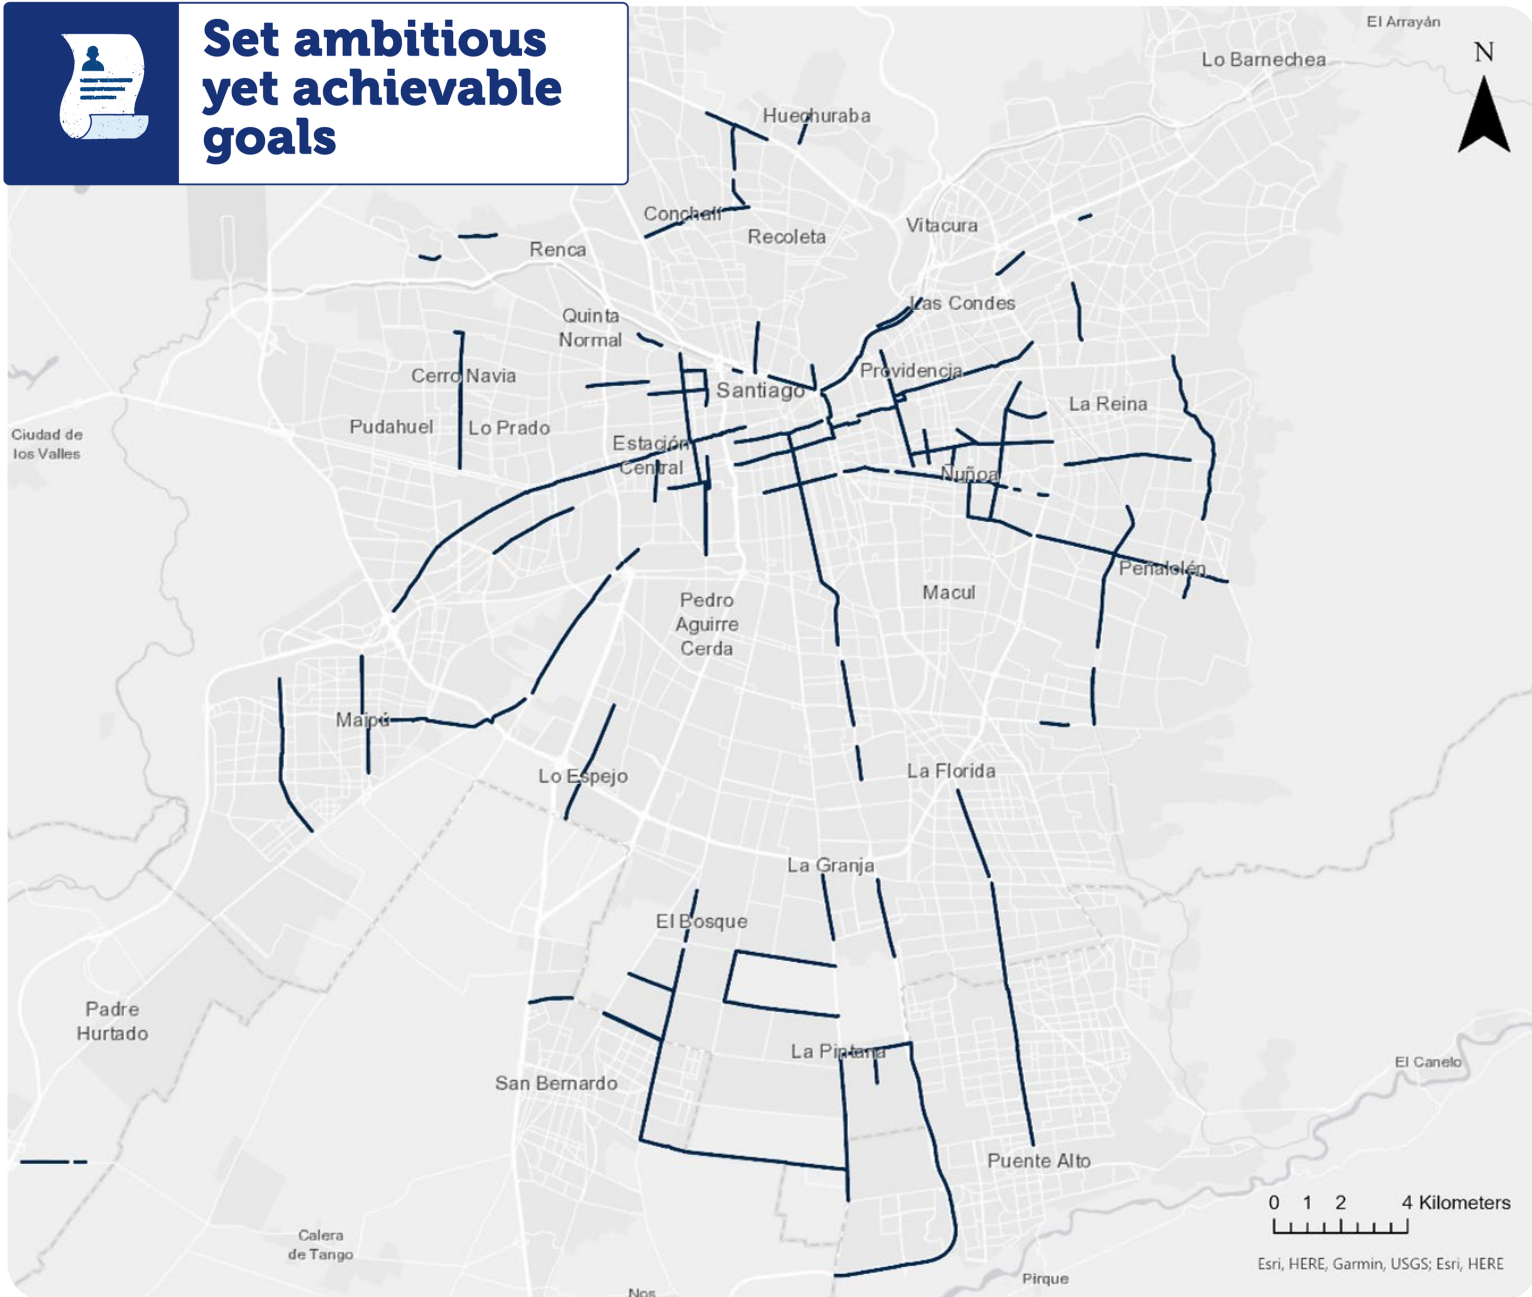 Set ambitious
yet achievable
goals
El Arrayán
Lo Barnechea
N
Huechuraba
Conchalí
Recoleta
Vitacura
Renca
Las Condes
Quinta
Normal
Cerro Navia
Providencia
Santiago
La Reina
Pudahuel
Lo Prado
Ciudad de
los Valles
Estación
Central
Ñuñoa
Peñalolén
Macul
Pedro
Aguirre
Cerda
Maipú
Lo Espejo
La Florida
La Granja
El Bosque
Padre
Hurtado
La Pintana
San Bernardo
El Canelo
Puente Alto
0 1 2 4 Kilometers
Calera
de Tango
Esri, HERE, Garmin, USGS; Esri, HERE
Pirque
Nos